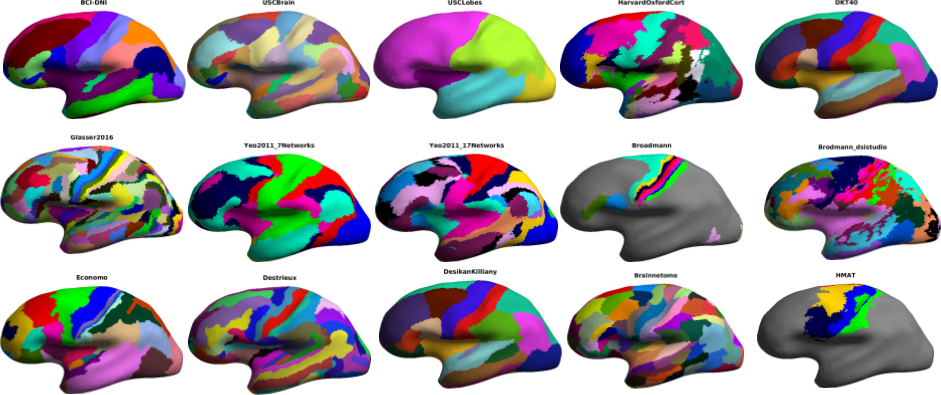 BCI-DNI
USCBrain
USCLobes
HarvardOxfordCort
DKT40
Glasser2016
Yeo2011_7Networks
Yeo2011_17Networks
Broadmann
Brodmann_dsistudio
Economo
Destrieux
DesikanKilliany
Brainnetome
HMAT